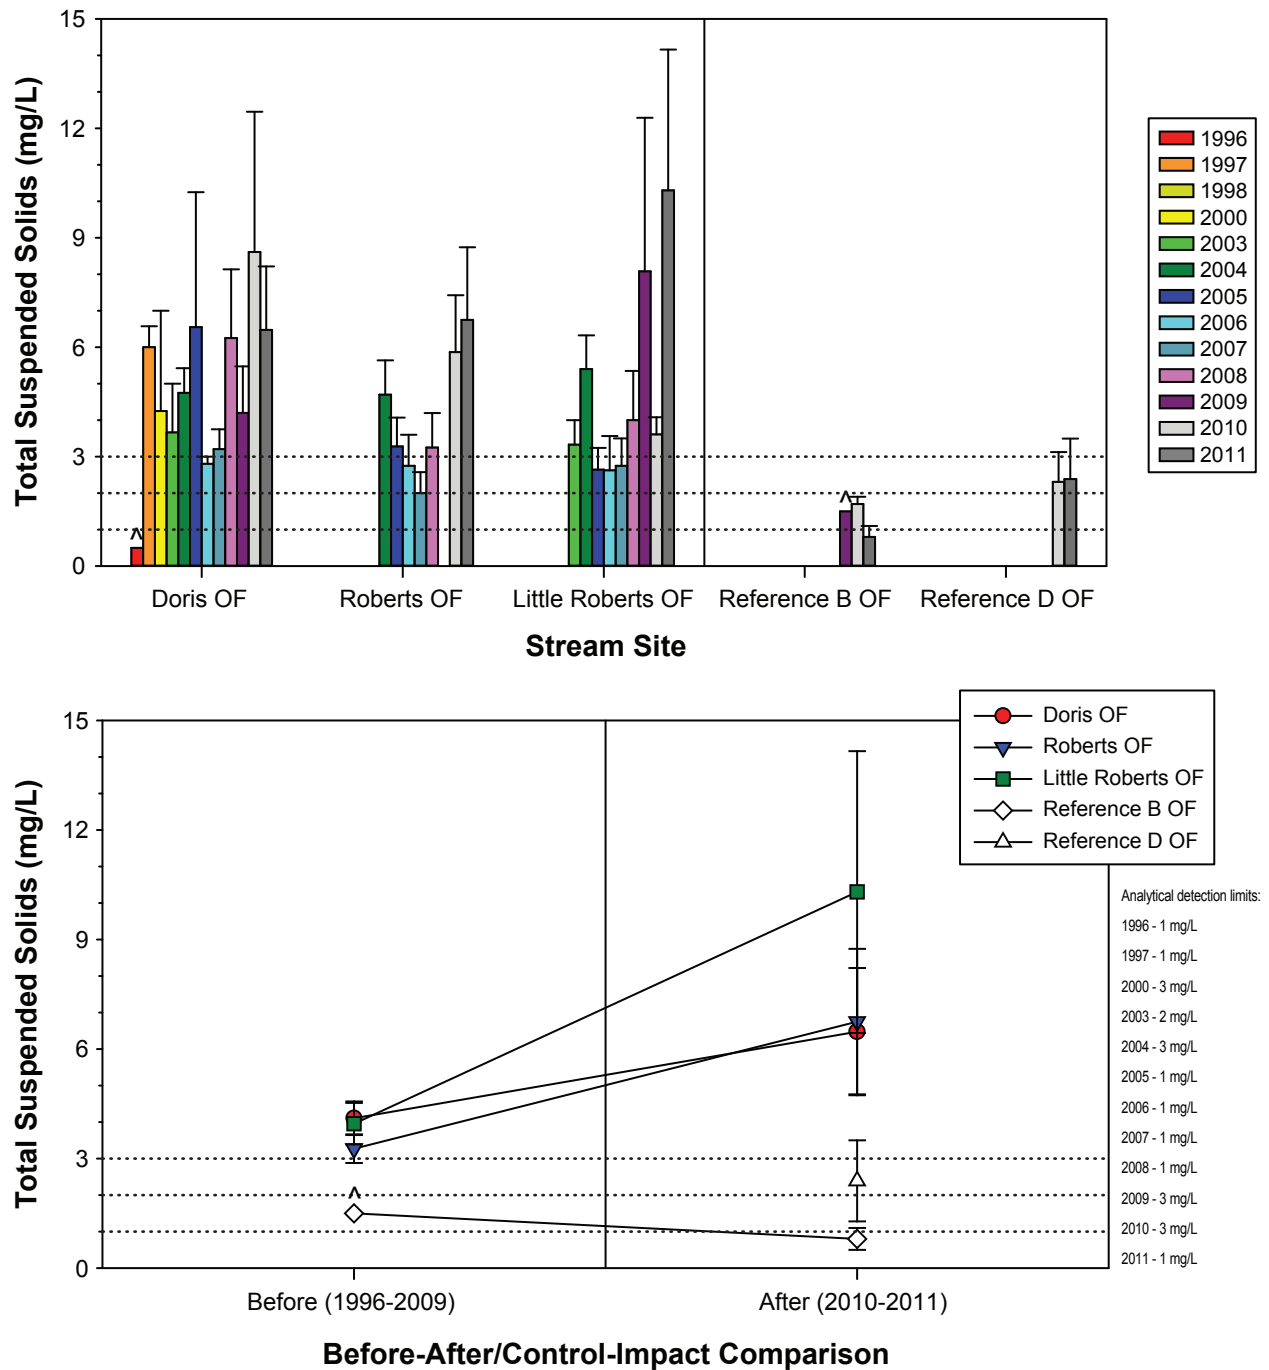 Total Suspended Solids (mg/L)
15
12
9
6
3
0
^
^
Doris OF
Roberts OF
Little Roberts OF
Reference B OF
Reference D OF
Stream Site
1996
1997
1998
2000
2003
2004
2005
2006
2007
2008
2009
2010
2011
Total Suspended Solids (mg/L)
15
12
9
6
3
0
^
Before (1996-2009)
After (2010-2011)
Before-After/Control-Impact Comparison
Doris OF
Roberts OF
Little Roberts OF
Reference B OF
Reference D OF
Analytical detection limits:
1996 - 1 mg/L
1997 - 1 mg/L
2000 - 3 mg/L
2003 - 2 mg/L
2004 - 3 mg/L
2005 - 1 mg/L
2006 - 1 mg/L
2007 - 1 mg/L
2008 - 1 mg/L
2009 - 3 mg/L
2010 - 3 mg/L
2011 - 1 mg/L